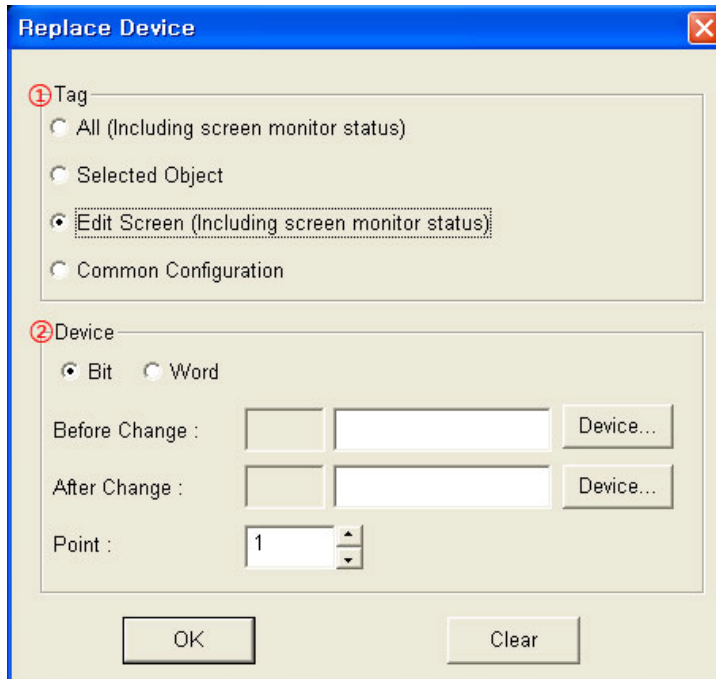 Replace Device
①Tag
All (Including screen monitor status)
Selected Object
Edit Screen (Including screen monitor status)
Common Configuration
②Device
Bit Word
Before Change : Device...
After Change : Device...
Point : 1
OK Clear